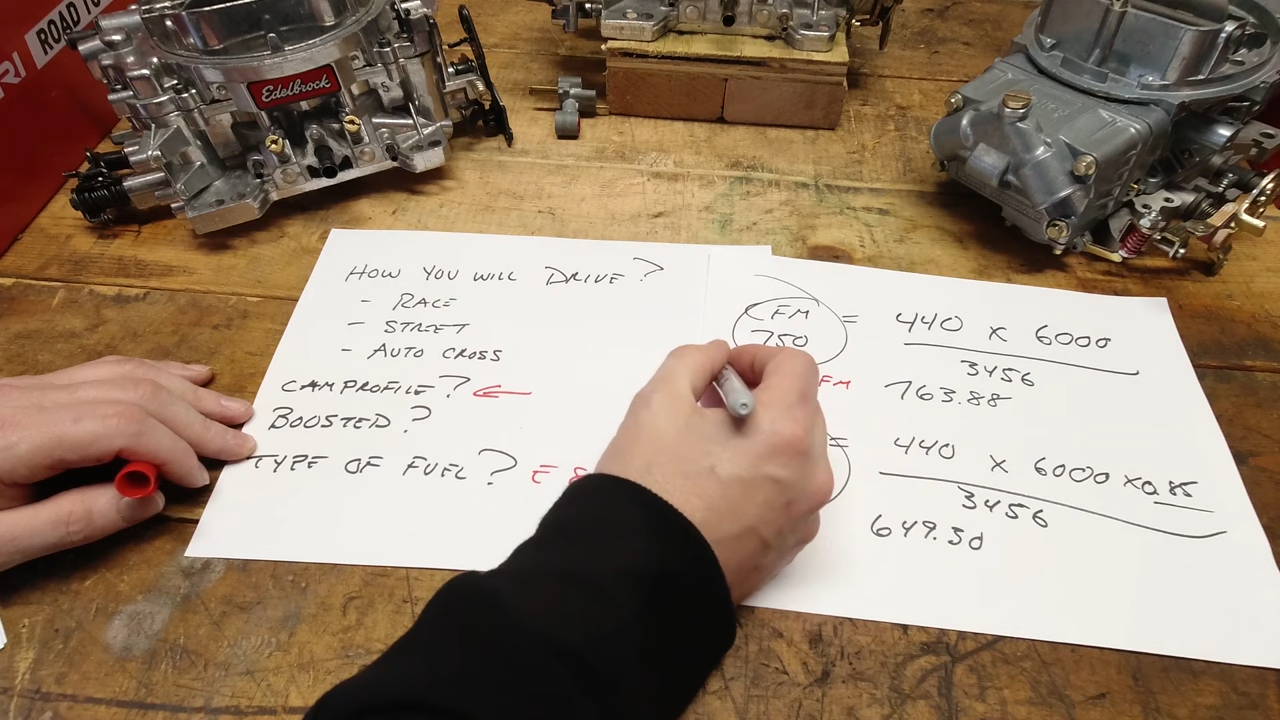 ROAD TO
Edelbrock
HOW YOU WILL DRIVE?
- RACE
- STREET
- AUTO CROSS
CAM PROFILE? ←
BOOSTED?
TYPE OF FUEL? E
CFM = 440 x 6000
750
3456
FM
763.88
= 440 x 6000 x 0.85
3456
649.30